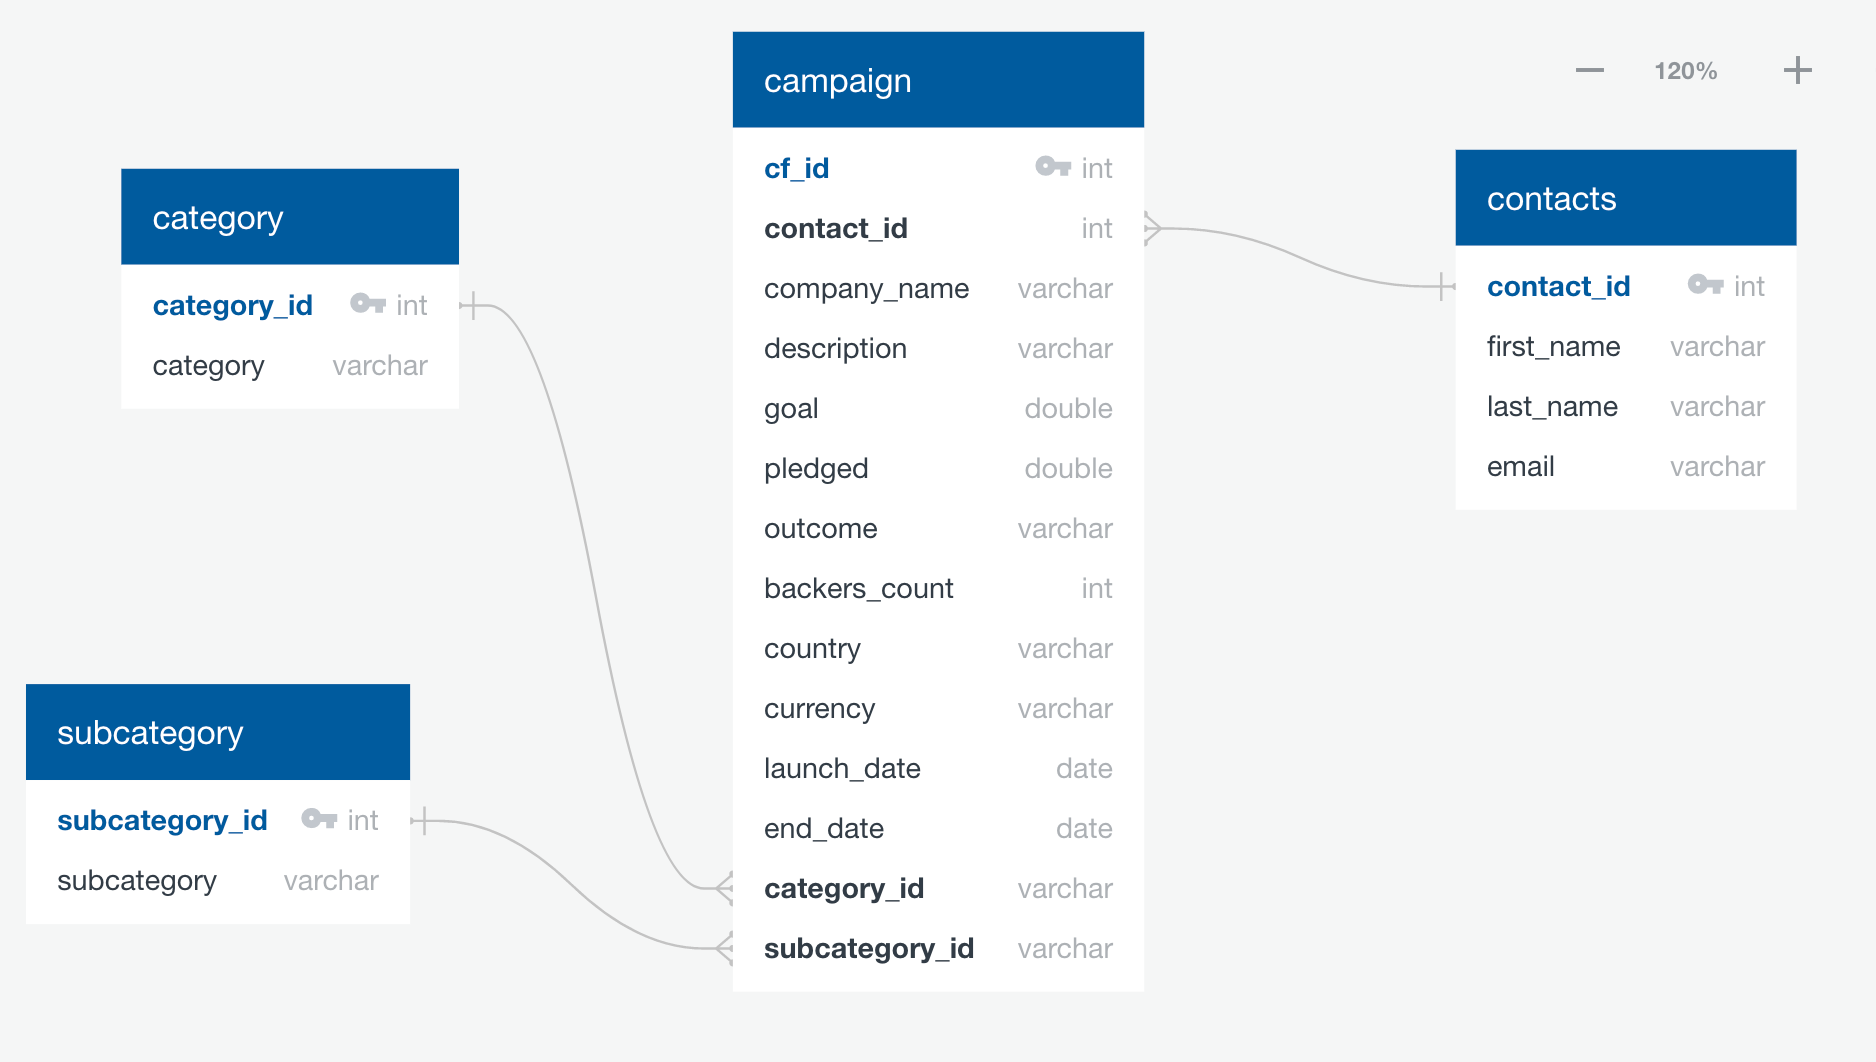 campaign
cf_id int
contact_id int
company_name varchar
description varchar
goal double
pledged double
outcome varchar
backers_count int
country varchar
currency varchar
launch_date date
end_date date
category_id varchar
subcategory_id varchar
120%
category
category_id int
category varchar
contacts
contact_id int
first_name varchar
last_name varchar
email varchar
subcategory
subcategory_id int
subcategory varchar